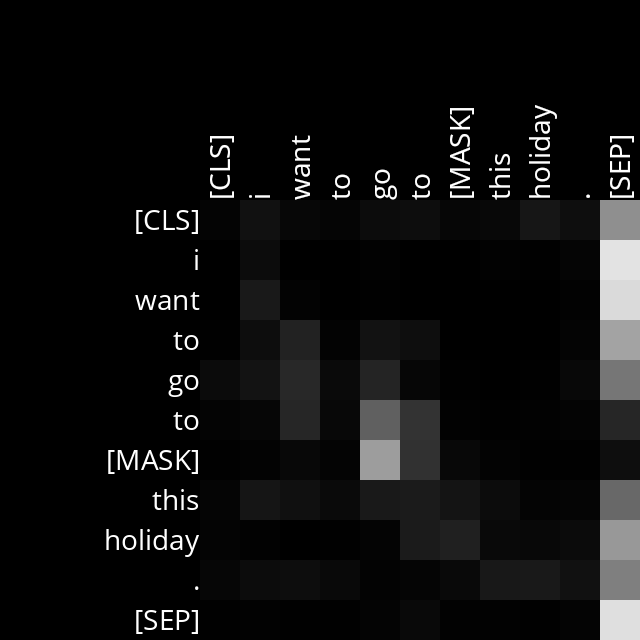 [CLS] i want to go to [MASK] this holiday . [SEP]
[CLS]
i
want
to
go
to
[MASK]
this
holiday
.
[SEP]